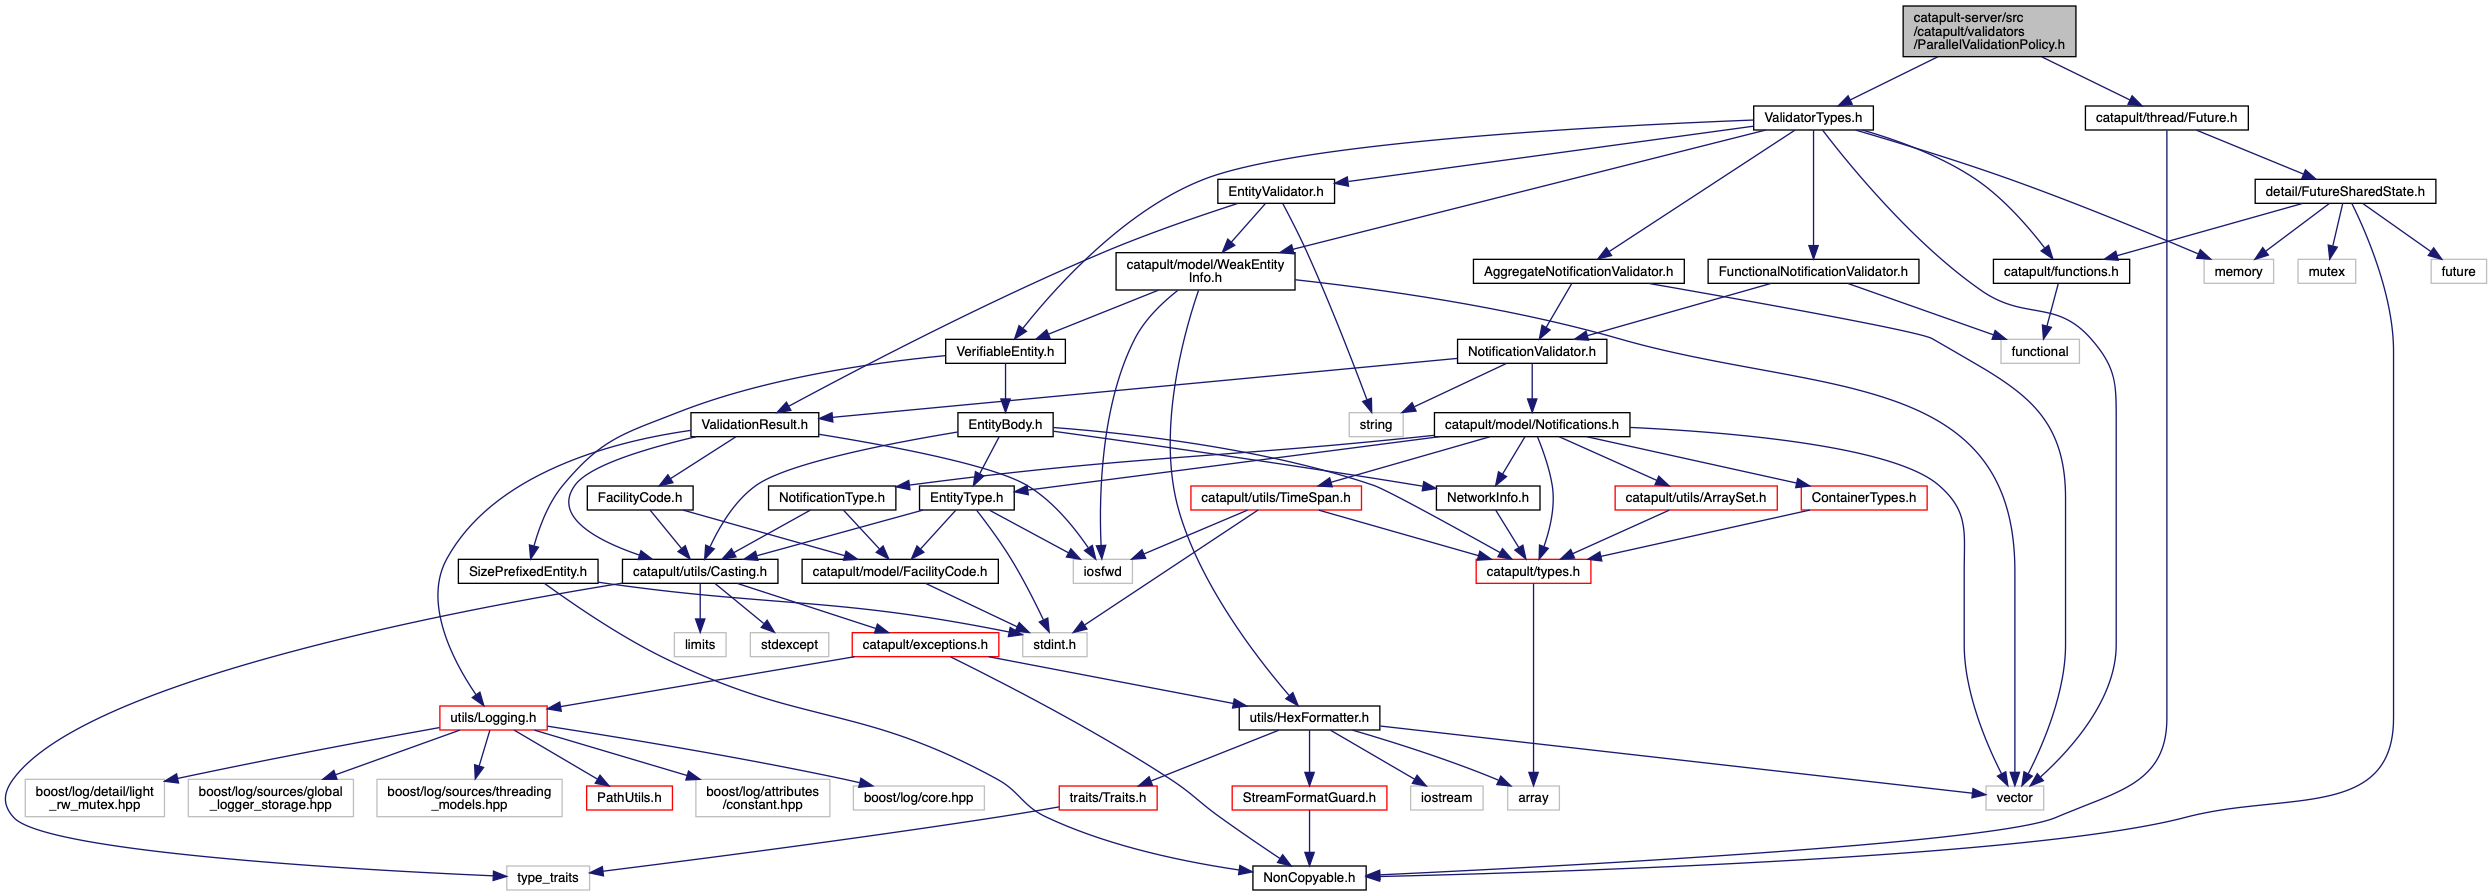 catapult-server/src
/catapult/validators
/ParallelValidationPolicy.h
ValidatorTypes.h
catapult/thread/Future.h
EntityValidator.h
detail/FutureSharedState.h
catapult/model/WeakEntity
Info.h
AggregateNotificationValidator.h
FunctionalNotificationValidator.h
catapult/functions.h
memory
mutex
future
VerifiableEntity.h
NotificationValidator.h
functional
ValidationResult.h
EntityBody.h
string
catapult/model/Notifications.h
FacilityCode.h
NotificationType.h
EntityType.h
catapult/utils/TimeSpan.h
NetworkInfo.h
catapult/utils/ArraySet.h
ContainerTypes.h
SizePrefixedEntity.h
catapult/utils/Casting.h
catapult/model/FacilityCode.h
iosfwd
catapult/types.h
limits
stdexcept
catapult/exceptions.h
stdint.h
utils/Logging.h
utils/HexFormatter.h
boost/log/detail/light
_rw_mutex.hpp
boost/log/sources/global
_logger_storage.hpp
boost/log/sources/threading
_models.hpp
PathUtils.h
boost/log/attributes
/constant.hpp
boost/log/core.hpp
traits/Traits.h
StreamFormatGuard.h
iostream
array
vector
type_traits
NonCopyable.h